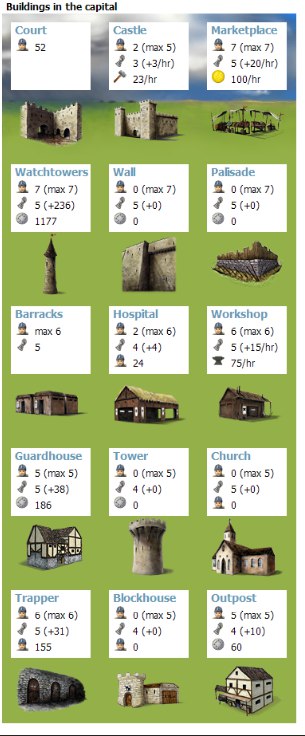 Buildings in the capital
Court
52
Castle
2 (max 5)
3 (+3/hr)
23/hr
Marketplace
7 (max 7)
5 (+20/hr)
100/hr
Watchtowers
7 (max 7)
5 (+236)
1177
Wall
0 (max 7)
5 (+0)
0
Palisade
0 (max 7)
5 (+0)
0
Barracks
max 6
5
Hospital
2 (max 6)
4 (+4)
24
Workshop
6 (max 6)
5 (+15/hr)
75/hr
Guardhouse
5 (max 5)
5 (+38)
186
Tower
0 (max 5)
4 (+0)
0
Church
0 (max 5)
5 (+0)
0
Trapper
6 (max 6)
5 (+31)
155
Blockhouse
0 (max 5)
4 (+0)
0
Outpost
5 (max 5)
4 (+10)
60